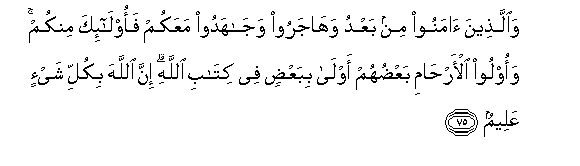 وَٱلَّذِينَ ءَامَنُوا۟ مِنۢ بَعْدُ وَهَاجَرُوا۟ وَجَـٰهَدُوا۟ مَعَكُمْ فَأُو۟لَـٰٓئِكَ مِنكُمْ ۚ
وَأُو۟لُوا۟ ٱلْأَرْحَامِ بَعْضُهُمْ أَوْلَىٰ بِبَعْضٍ فِى كِتَـٰبِ ٱللَّهِ ۗ إِنَّ ٱللَّهَ بِكُلِّ شَىْءٍ
عَلِيمٌۢ ٧٥